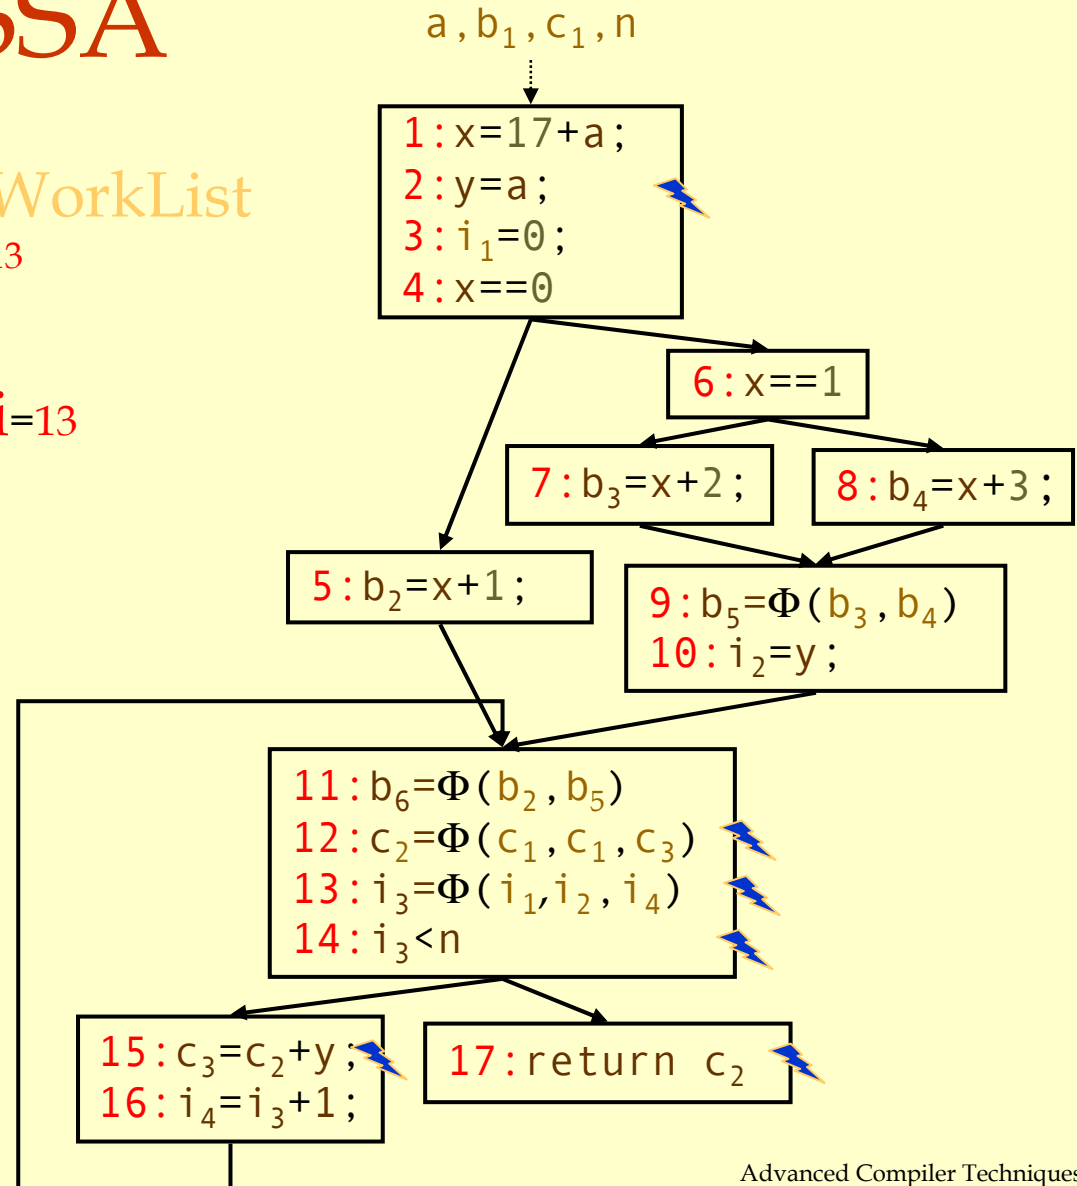 SSA
a,b₁,c₁,n
1:x=17+a;
2:y=a;
3:i₁=0;
4:x==0
WorkList
13
i=13
6:x==1
7:b₃=x+2;
8:b₄=x+3;
5:b₂=x+1;
9:b₅=Φ(b₃,b₄)
10:i₂=y;
11:b₆=Φ(b₂,b₅)
12:c₂=Φ(c₁,c₁,c₃)
13:i₃=Φ(i₁,i₂,i₄)
14:i₃<n
15:c₃=c₂+y;
16:i₄=i₃+1;
17:return c₂
Advanced Compiler Techniques